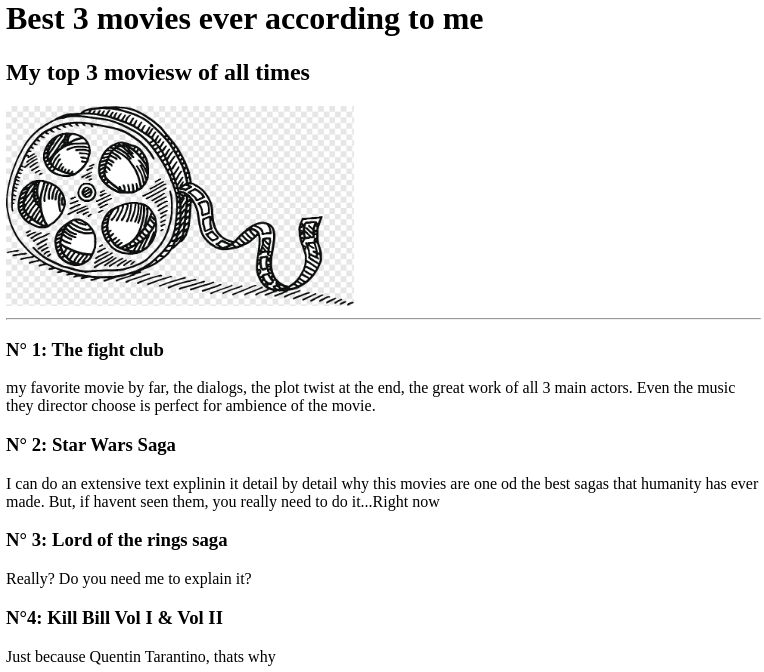 Best 3 movies ever according to me
My top 3 moviesw of all times
N° 1: The fight club
my favorite movie by far, the dialogs, the plot twist at the end, the great work of all 3 main actors. Even the music
they director choose is perfect for ambience of the movie.
N° 2: Star Wars Saga
I can do an extensive text explinin it detail by detail why this movies are one od the best sagas that humanity has ever
made. But, if havent seen them, you really need to do it...Right now
N° 3: Lord of the rings saga
Really? Do you need me to explain it?
N°4: Kill Bill Vol I & Vol II
Just because Quentin Tarantino, thats why